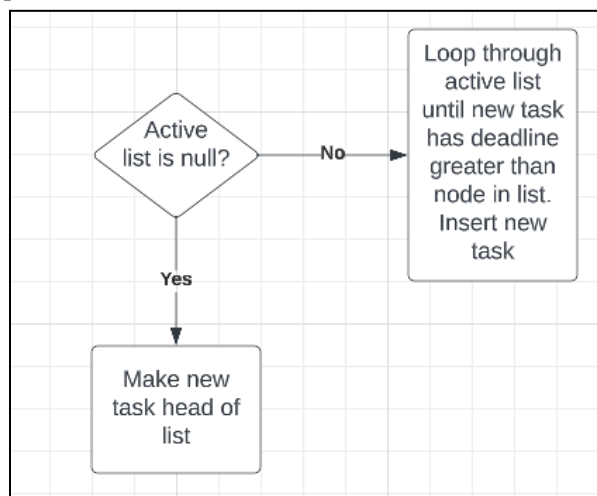 Active
list is null?
No
Loop through
active list
until new task
has deadline
greater than
node in list.
Insert new
task
Yes
Make new
task head of
list